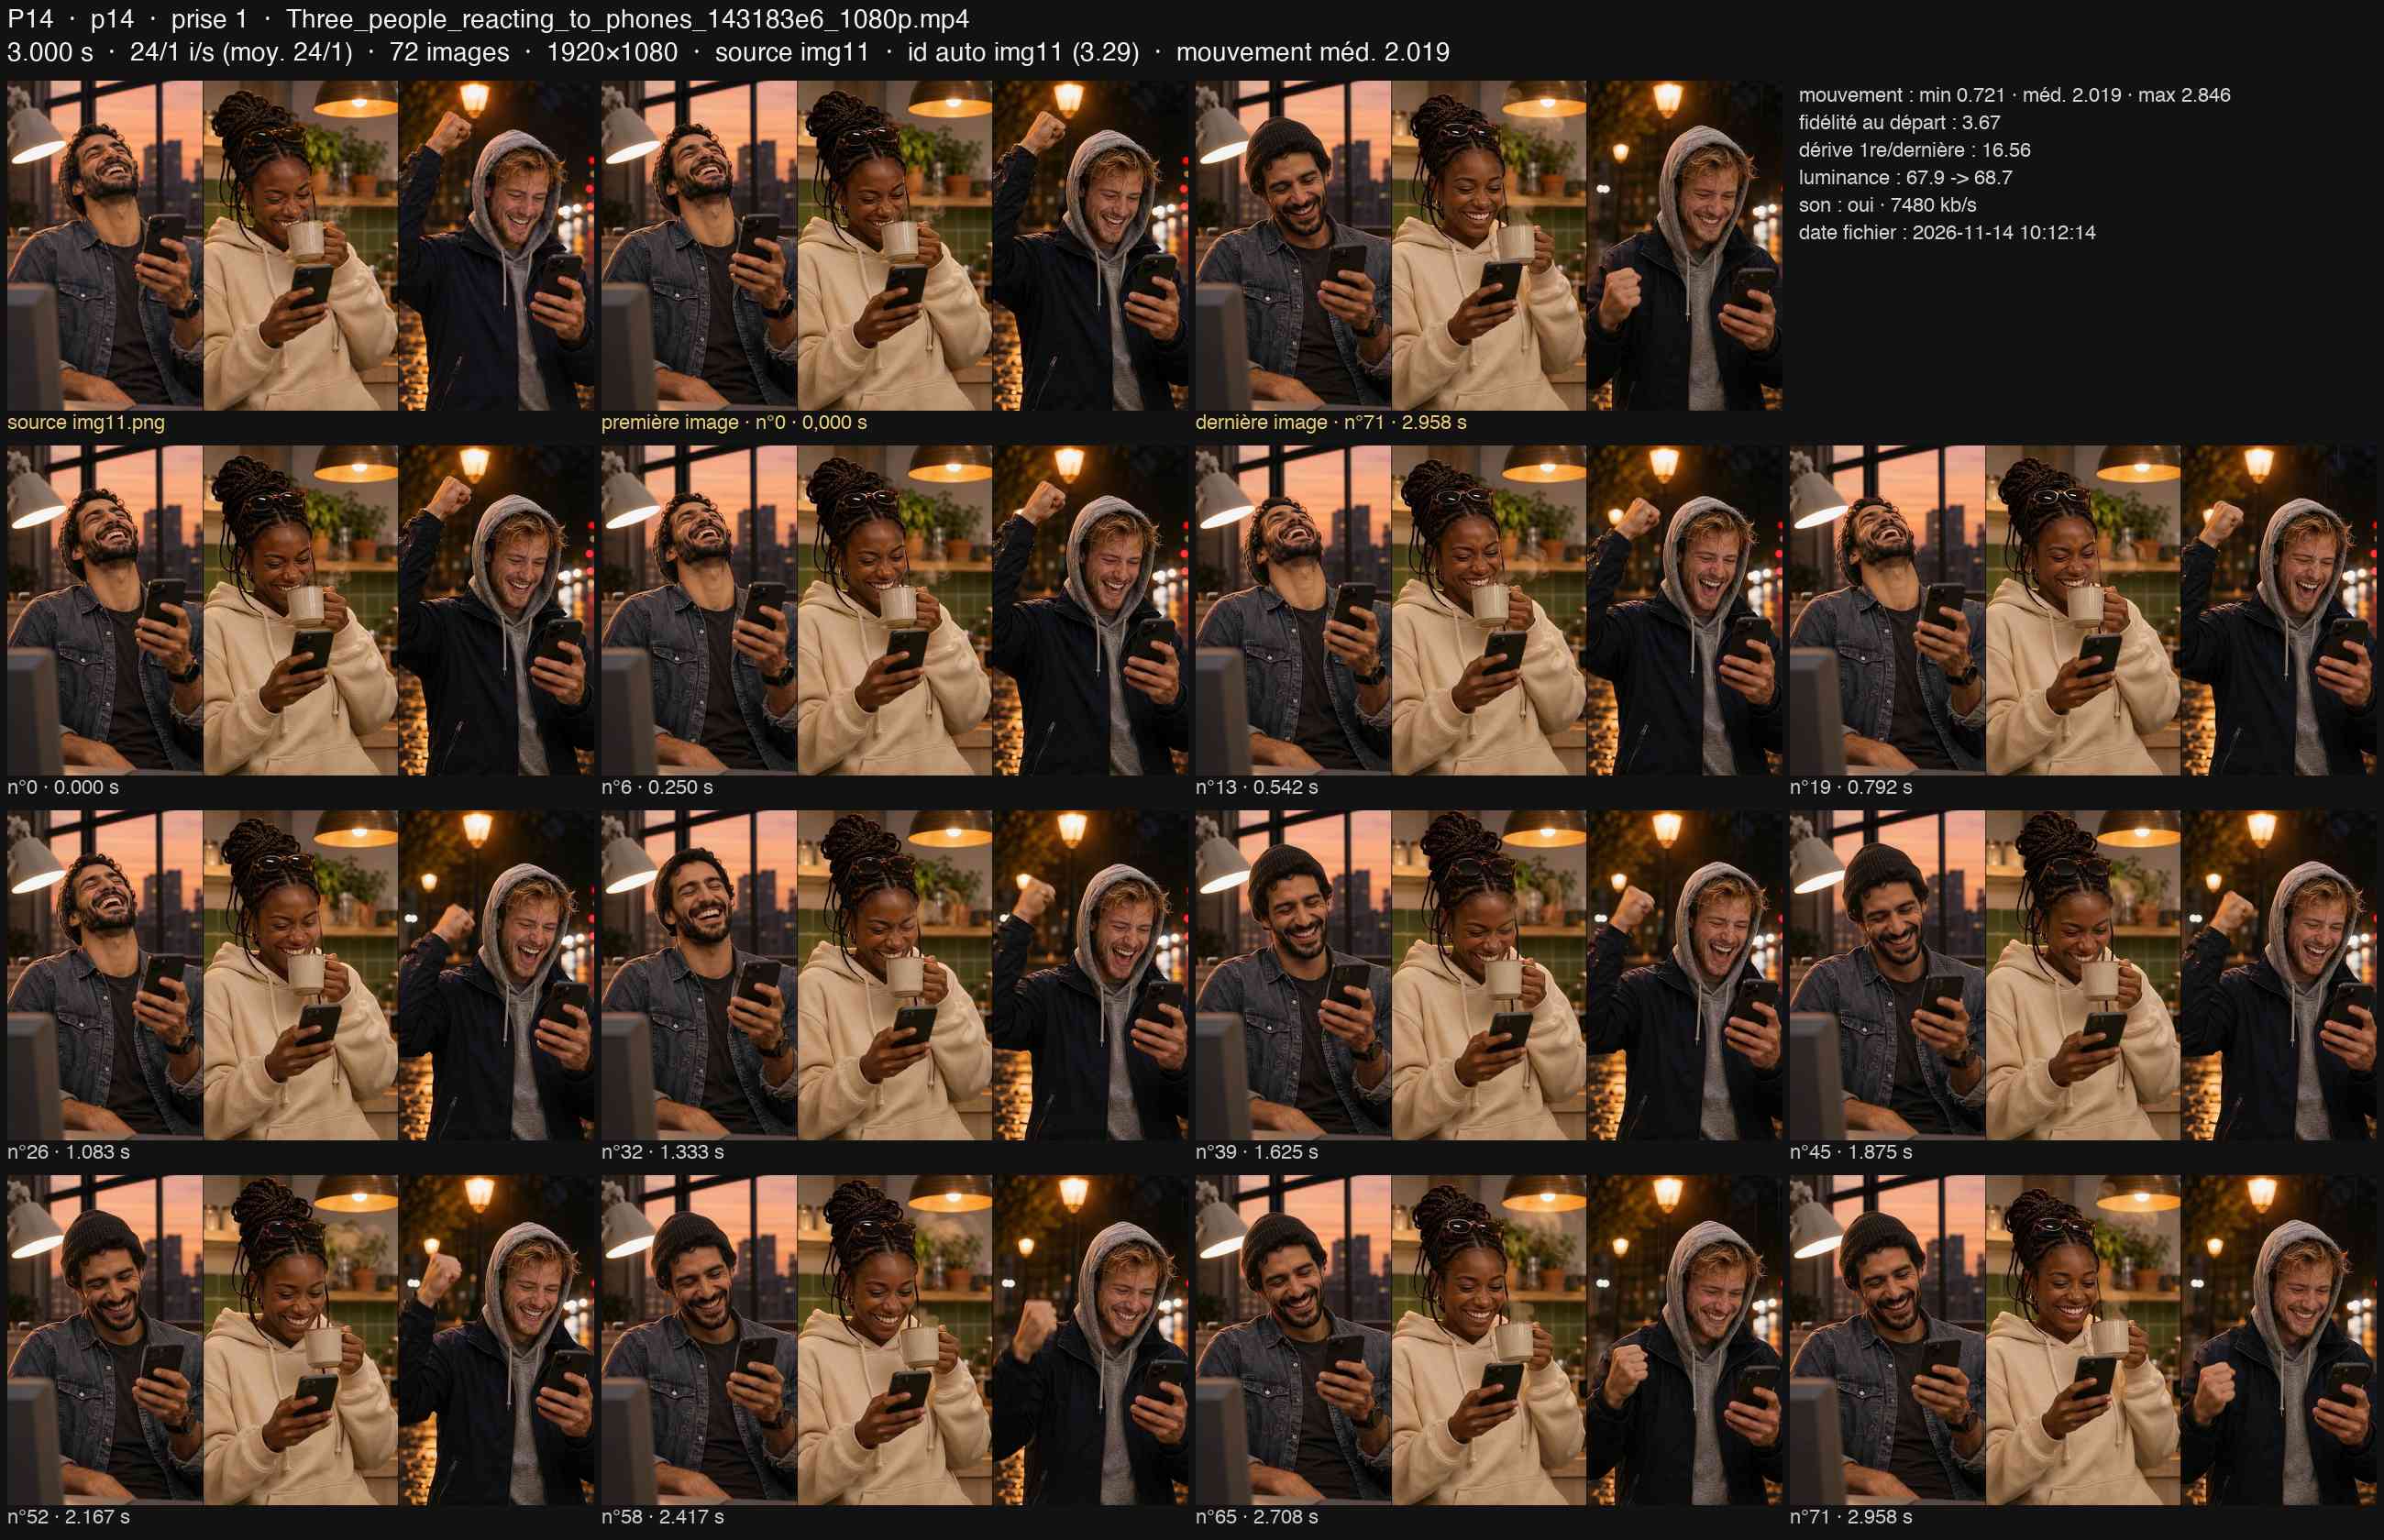 P14 · p14 · prise 1 · Three_people_reacting_to_phones_143183e6_1080p.mp4
3.000 s · 24/1 i/s (moy. 24/1) · 72 images · 1920×1080 · source img11 · id auto img11 (3.29) · mouvement méd. 2.019
mouvement : min 0.721 · méd. 2.019 · max 2.846
fidélité au départ : 3.67
dérive 1re/dernière : 16.56
luminance : 67.9 -> 68.7
son : oui · 7480 kb/s
date fichier : 2026-11-14 10:12:14
source img11.png
première image · n°0 · 0,000 s
dernière image · n°71 · 2.958 s
n°0 · 0.000 s
n°6 · 0.250 s
n°13 · 0.542 s
n°19 · 0.792 s
n°26 · 1.083 s
n°32 · 1.333 s
n°39 · 1.625 s
n°45 · 1.875 s
n°52 · 2.167 s
n°58 · 2.417 s
n°65 · 2.708 s
n°71 · 2.958 s